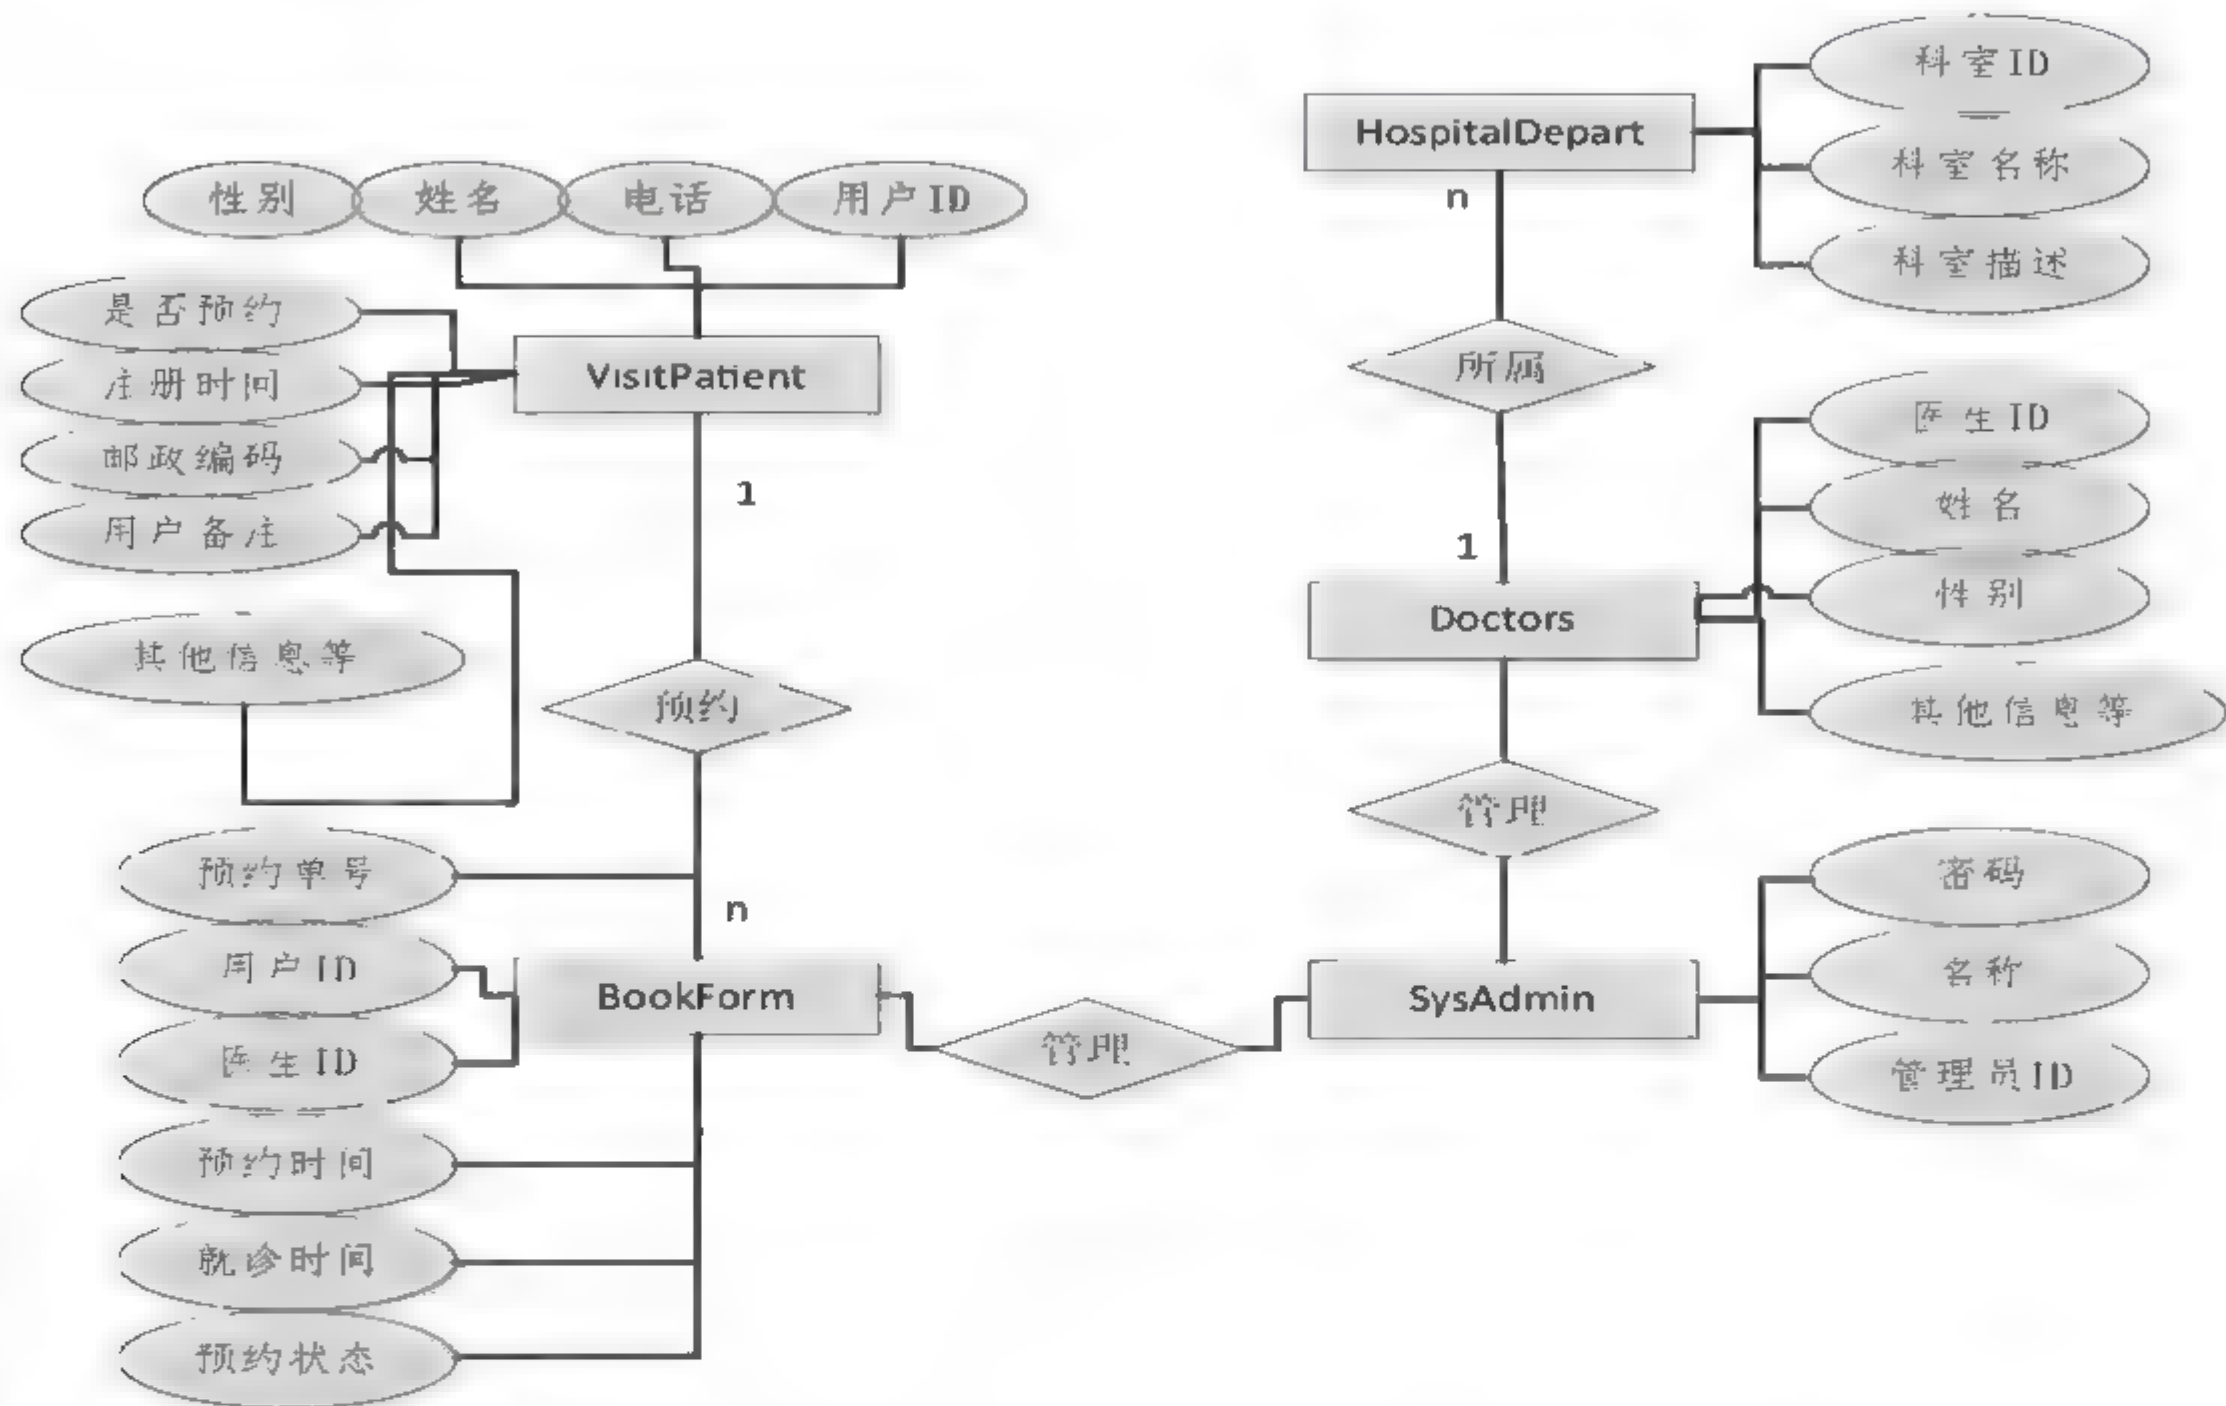 性别
姓名
电话
用户ID
是否预约
注册时间
邮政编码
用户备注
其他信息等
VisitPatient
1
预约
n
预约单号
用户ID
医生ID
预约时间
就诊时间
预约状态
BookForm
管理
HospitalDepart
科室ID
科室名称
科室描述
n
所属
1
Doctors
医生ID
姓名
性别
其他信息等
管理
SysAdmin
密码
名称
管理员ID